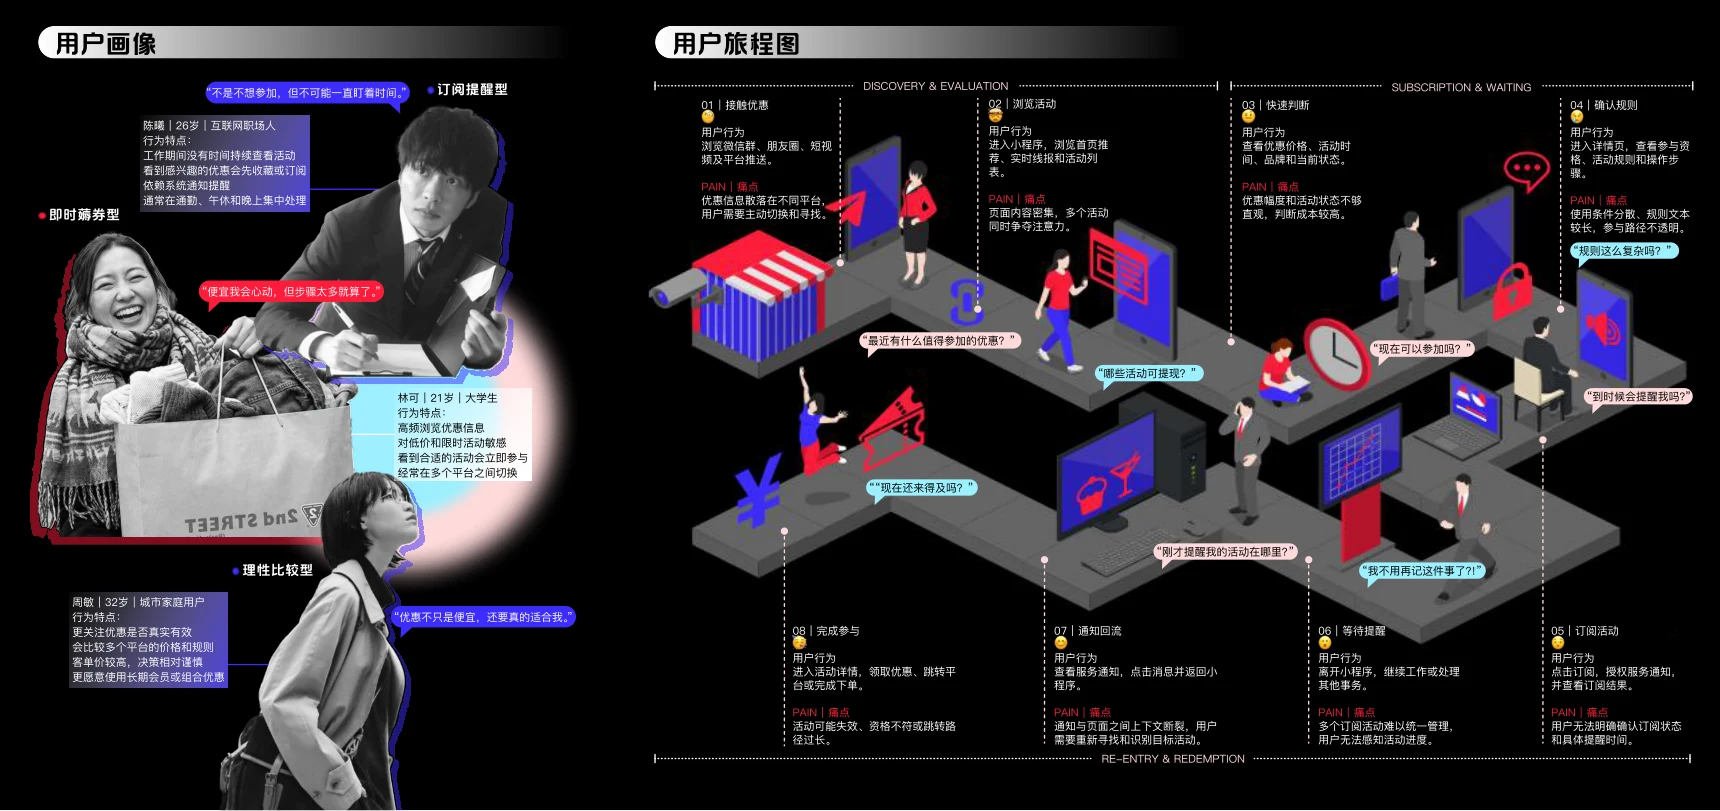 用户画像
“不是不想参加，但不可能一直盯着时间。”
订阅提醒型
陈曦｜26岁｜互联网职场人
行为特点：
工作期间没有时间持续查看活动
看到感兴趣的优惠会先收藏或订阅
依赖系统通知提醒
通常在通勤、午休和晚上集中处理
即时薅券型
“便宜我会心动，但步骤太多就算了。”
林可｜21岁｜大学生
行为特点：
高频浏览优惠信息
对低价和限时活动敏感
看到合适的活动会立即参与
经常在多个平台之间切换
2nd STREET
理性比较型
周敏｜32岁｜城市家庭用户
行为特点：
更关注优惠是否真实有效
会比较多个平台的价格和规则
客单价较高，决策相对谨慎
更愿意使用长期会员或组合优惠
“优惠不只是便宜，还要真的适合我。”
用户旅程图
DISCOVERY & EVALUATION
SUBSCRIPTION & WAITING
01｜接触优惠
用户行为
浏览微信群、朋友圈、短视
频及平台推送。
PAIN｜痛点
优惠信息散落在不同平台，
用户需要主动切换和寻找。
02｜浏览活动
用户行为
进入小程序，浏览首页推
荐、实时线报和活动列
表。
PAIN｜痛点
页面内容密集，多个活动
同时争夺注意力。
03｜快速判断
用户行为
查看优惠价格、活动时
间、品牌和当前状态。
PAIN｜痛点
优惠幅度和活动状态不够
直观，判断成本较高。
04｜确认规则
用户行为
进入详情页，查看参与资
格、活动规则和操作步
骤。
PAIN｜痛点
使用条件分散、规则文本
较长，参与路径不透明。
“规则这么复杂吗？”
“最近有什么值得参加的优惠？”
“哪些活动可提现？”
“现在可以参加吗？”
“到时候会提醒我吗?”
““现在还来得及吗？”
“刚才提醒我的活动在哪里?”
“我不用再记这件事了?!”
08｜完成参与
用户行为
进入活动详情，领取优惠、跳转平
台或完成下单。
PAIN｜痛点
活动可能失效、资格不符或跳转路
径过长。
07｜通知回流
用户行为
查看服务通知，点击消息并返回小
程序。
PAIN｜痛点
通知与页面之间上下文断裂，用户
需要重新寻找和识别目标活动。
06｜等待提醒
用户行为
离开小程序，继续工作或处理
其他事务。
PAIN｜痛点
多个订阅活动难以统一管理，
用户无法感知活动进度。
05｜订阅活动
用户行为
点击订阅，授权服务通知，
并查看订阅结果。
PAIN｜痛点
用户无法明确确认订阅状态
和具体提醒时间。
RE-ENTRY & REDEMPTION